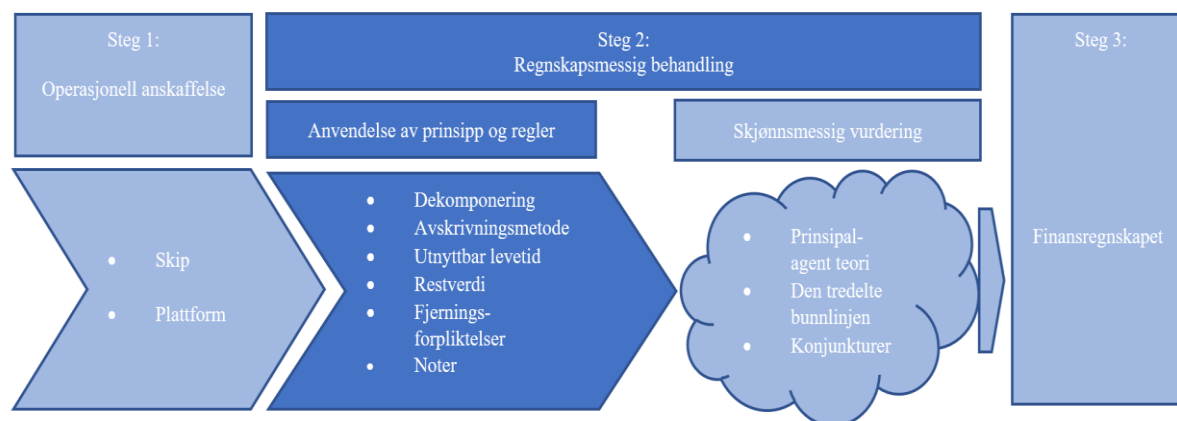 Steg 1:
Operasjonell anskaffelse
Steg 2:
Regnskapsmessig behandling
Steg 3:
Anvendelse av prinsipp og regler
Skjønnsmessig vurdering
• Skip
• Plattform
• Dekomponering
• Avskrivningsmetode
• Utnyttbar levetid
• Restverdi
• Fjernings-
forpliktelser
• Noter
• Prinsipal-
agent teori
• Den tredelte
bunnlinjen
• Konjunkturer
Finansregnskapet